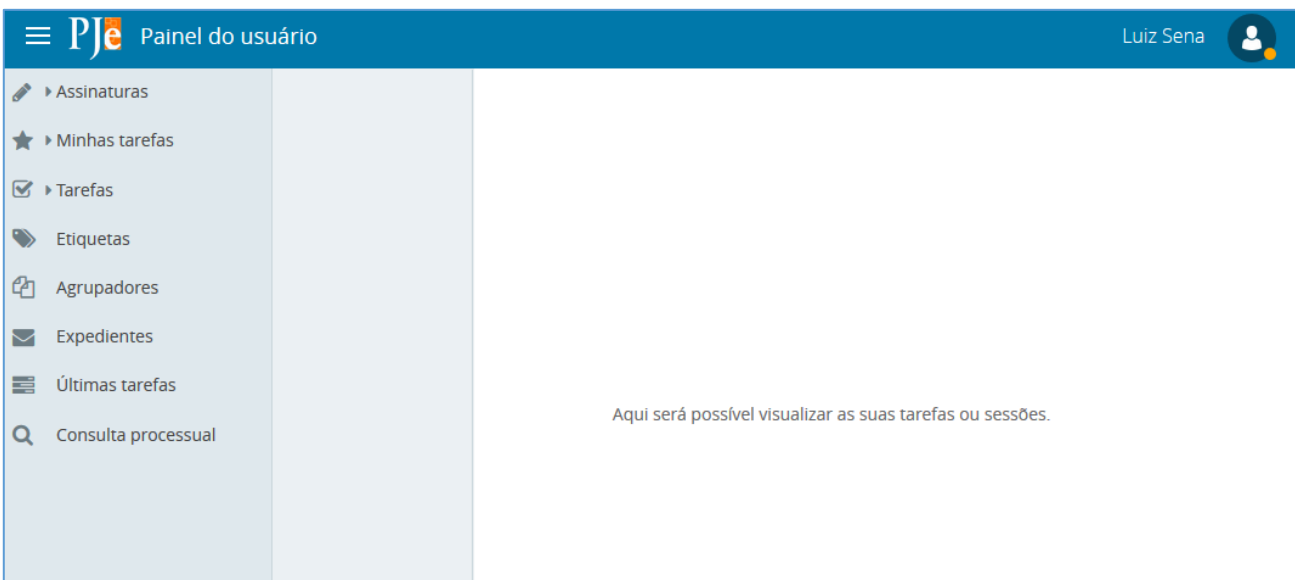 PJe Painel do usuário
Luiz Sena
Assinaturas
Minhas tarefas
Tarefas
Etiquetas
Agrupadores
Expedientes
Últimas tarefas
Consulta processual
Aqui será possível visualizar as suas tarefas ou sessões.